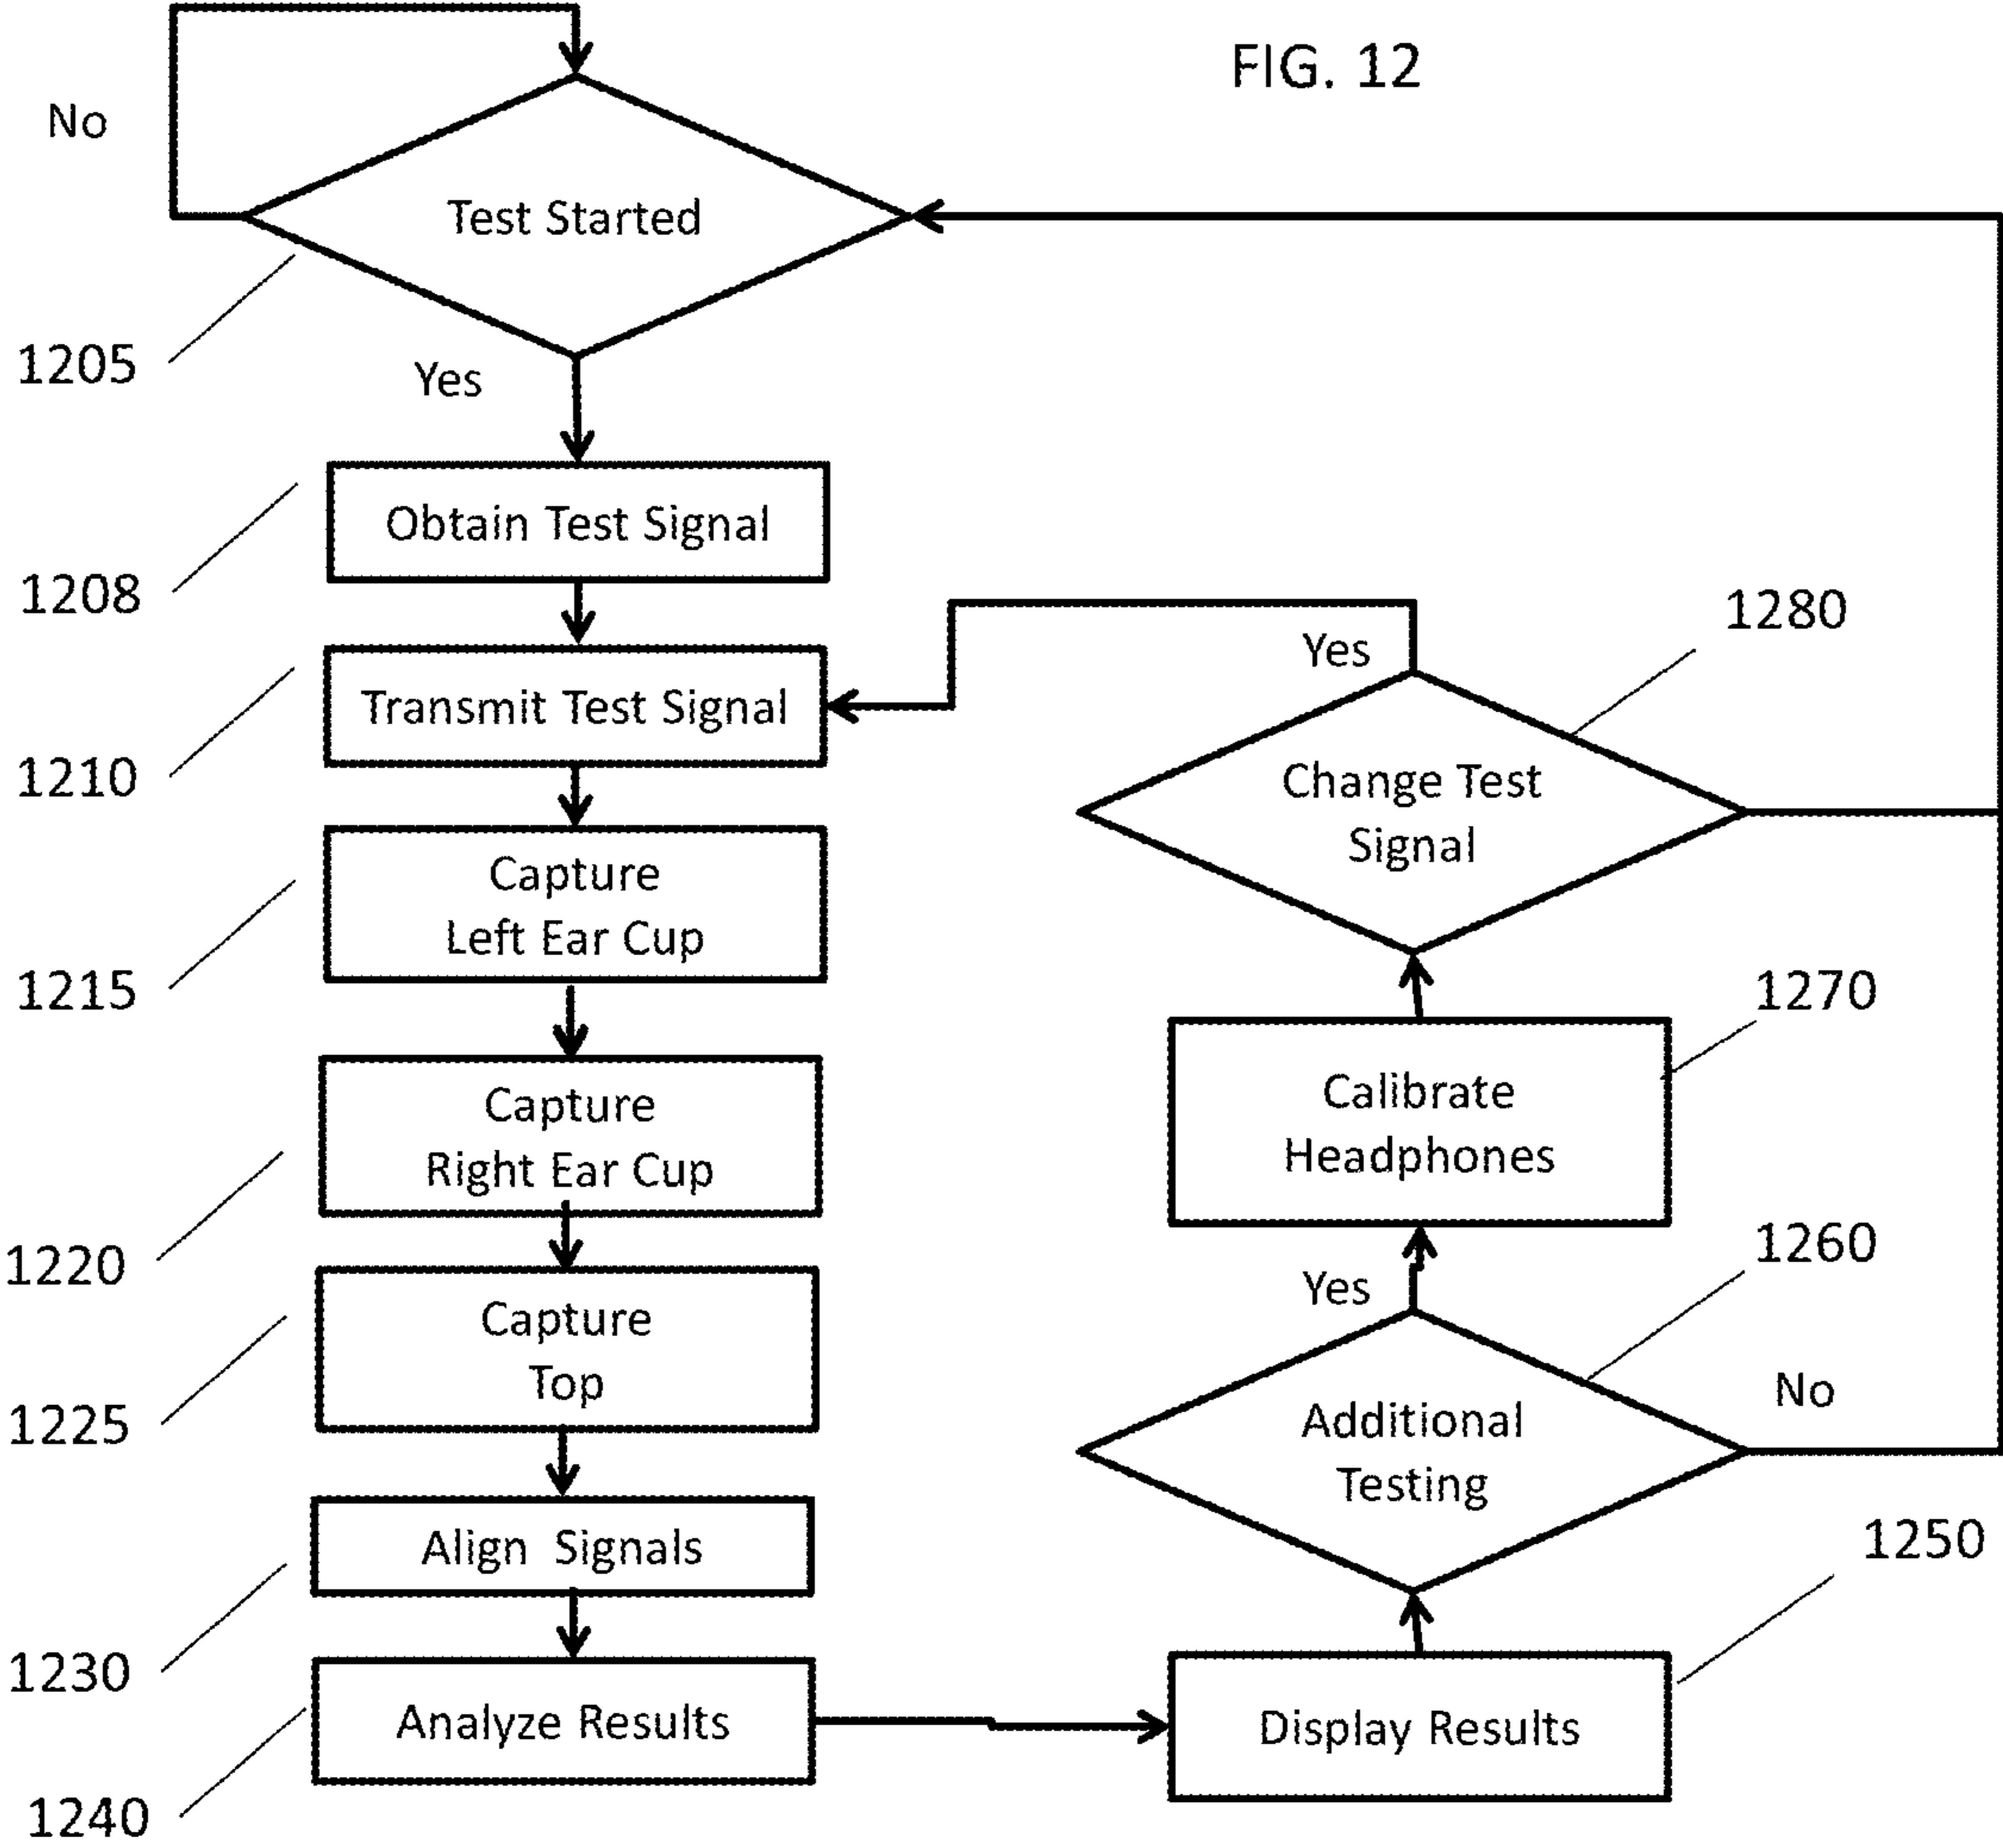 FIG. 12
No
Test Started
1205
Yes
Obtain Test Signal
1208
Transmit Test Signal
1210
Capture
Left Ear Cup
1215
Capture
Right Ear Cup
1220
Capture
Top
1225
Align Signals
1230
Analyze Results
1240
Yes
1280
Change Test
Signal
1270
Calibrate
Headphones
1260
Yes
No
Additional
Testing
1250
Display Results